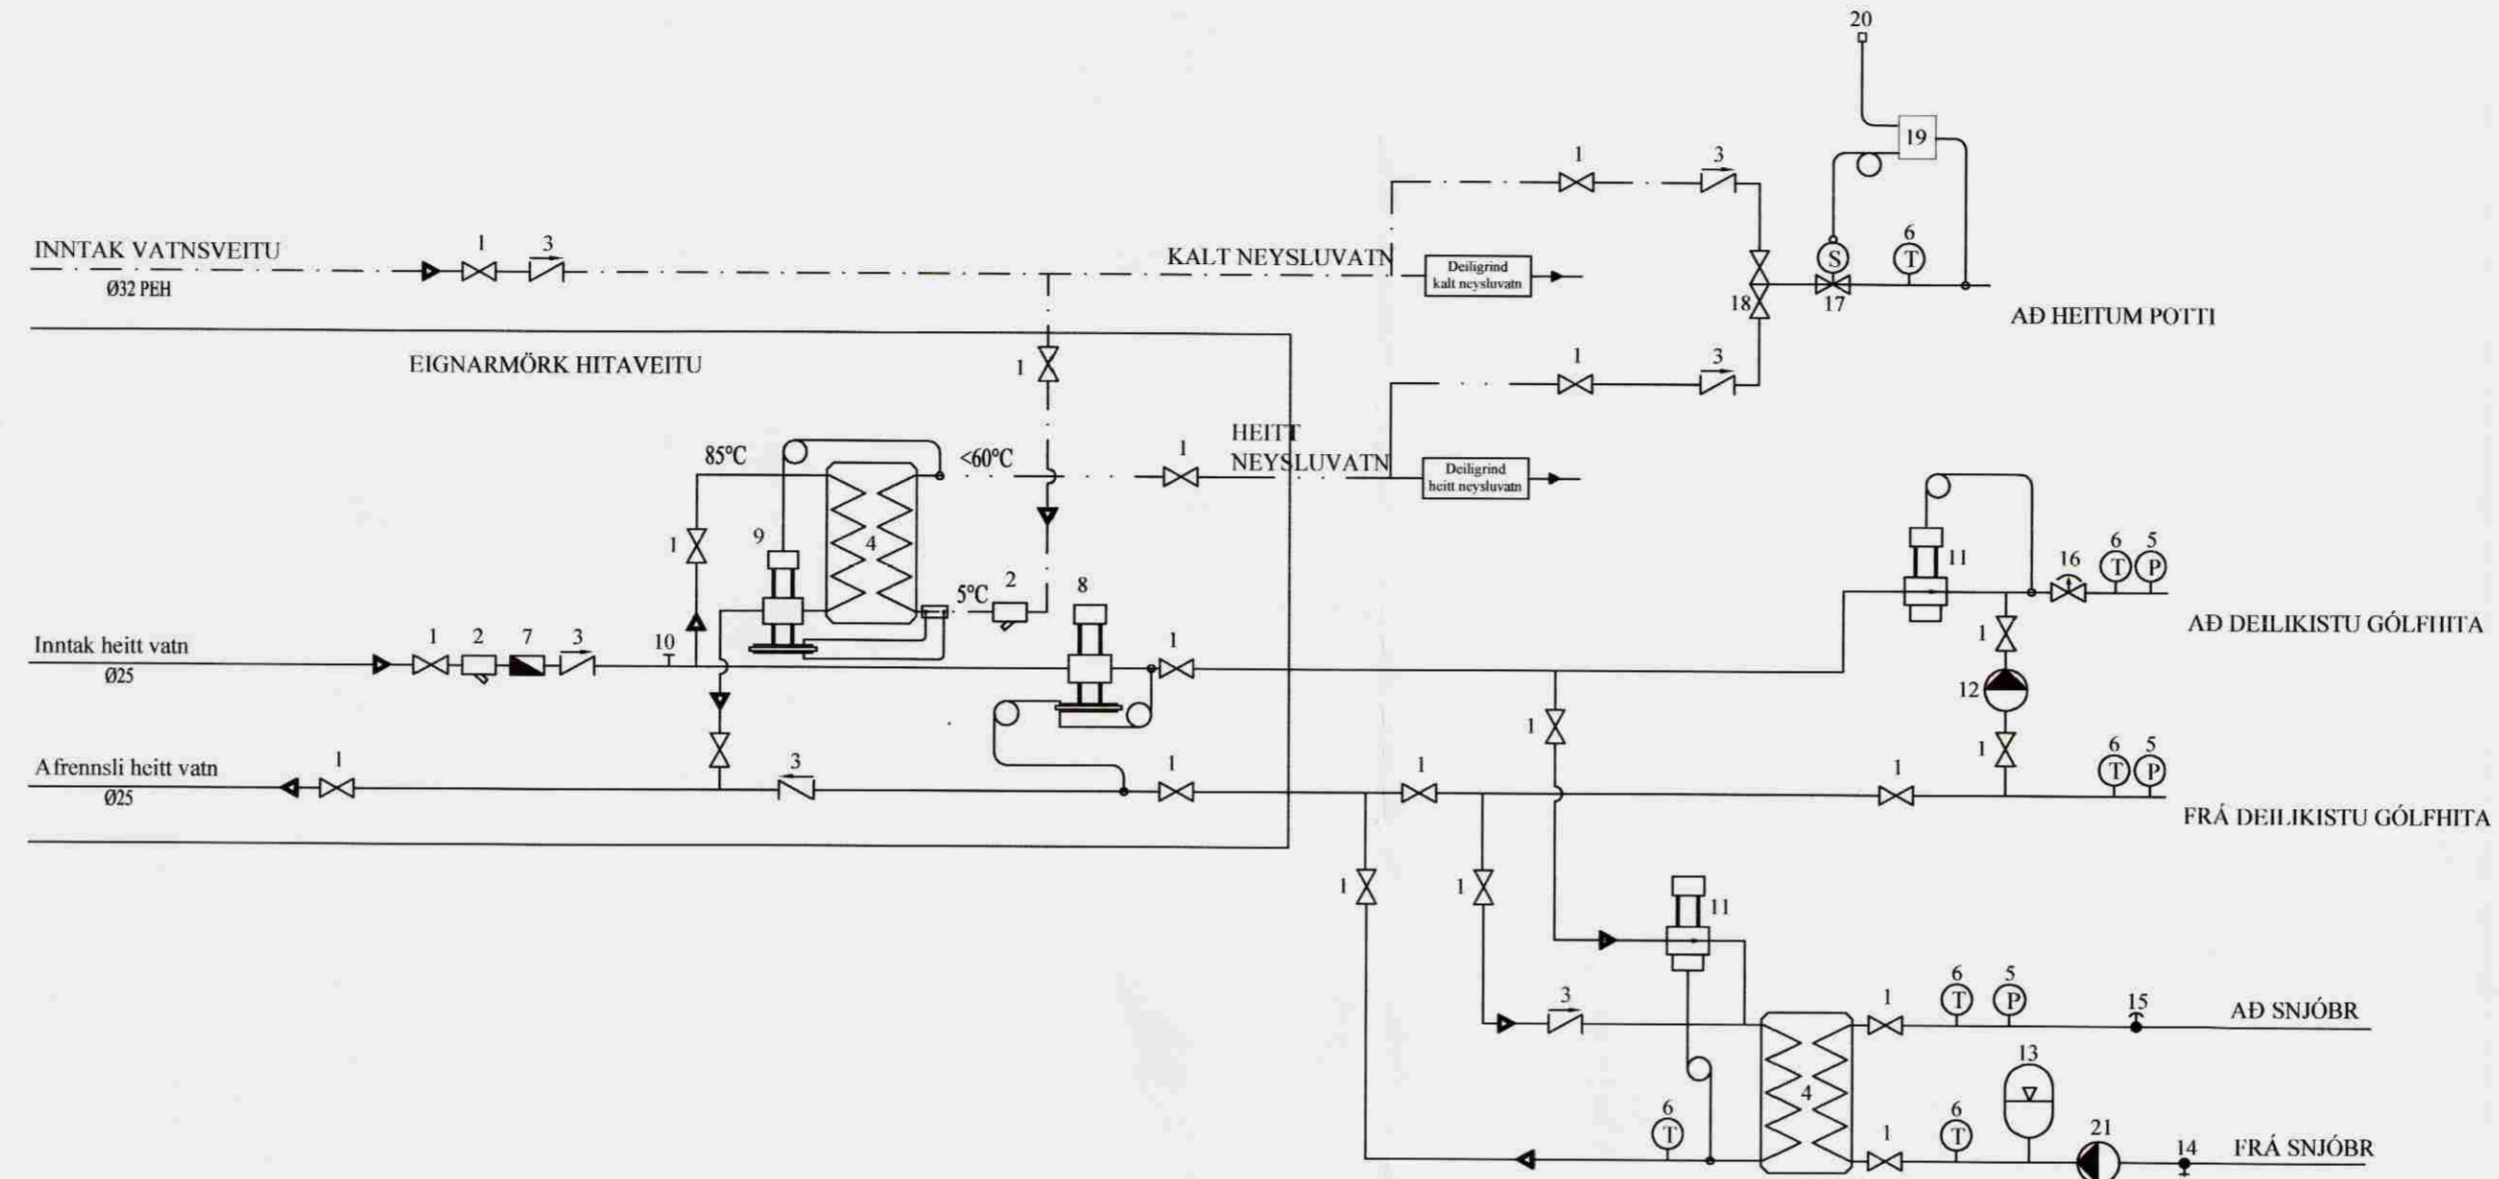 20
19
1
3
1
3
INNTAK VATNSVEITU
KALT NEYSLUVATN
Deiligrind
kalt neysluvatn
S
6
T
Ø32 PEH
18
17
AÐ HEITUM POTTI
EIGNARMÖRK HITAVEITU
1
1
3
HEITT
NEYSLUVATN
85°C
<60°C
1
Deiligrind
heitt neysluvatn
1
9
4
5°C
2
8
11
16
6
T
5
P
AÐ DEILIKISTU GÓLFHITA
Inntak heitt vatn
Ø25
1
2
7
3
10
1
1
12
1
1
Afrennsli heitt vatn
Ø25
1
3
1
1
1
6
T
5
P
FRÁ DEILIKISTU GÓLFHITA
1
1
11
3
1
6
T
5
P
15
AÐ SNJÓBR
13
4
6
T
1
6
T
21
14
FRÁ SNJÓBR